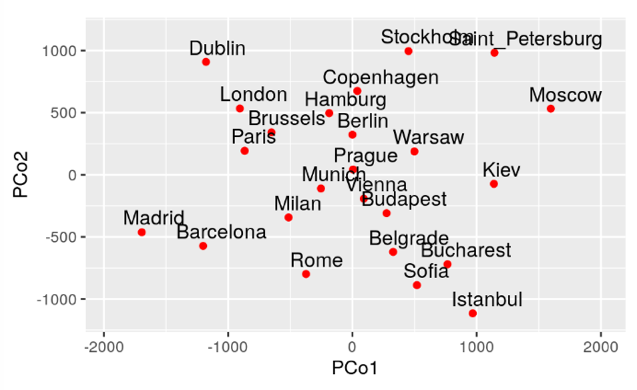 Stockholm
Saint_Petersburg
Dublin
Copenhagen
Moscow
London
Hamburg
Brussels
Berlin
Paris
Warsaw
Prague
Kiev
Munich
Vienna
Budapest
Milan
Madrid
Barcelona
Belgrade
Bucharest
Rome
Sofia
Istanbul
1000
500
0
-500
-1000
PCo2
-2000 -1000 0 1000 2000
PCo1